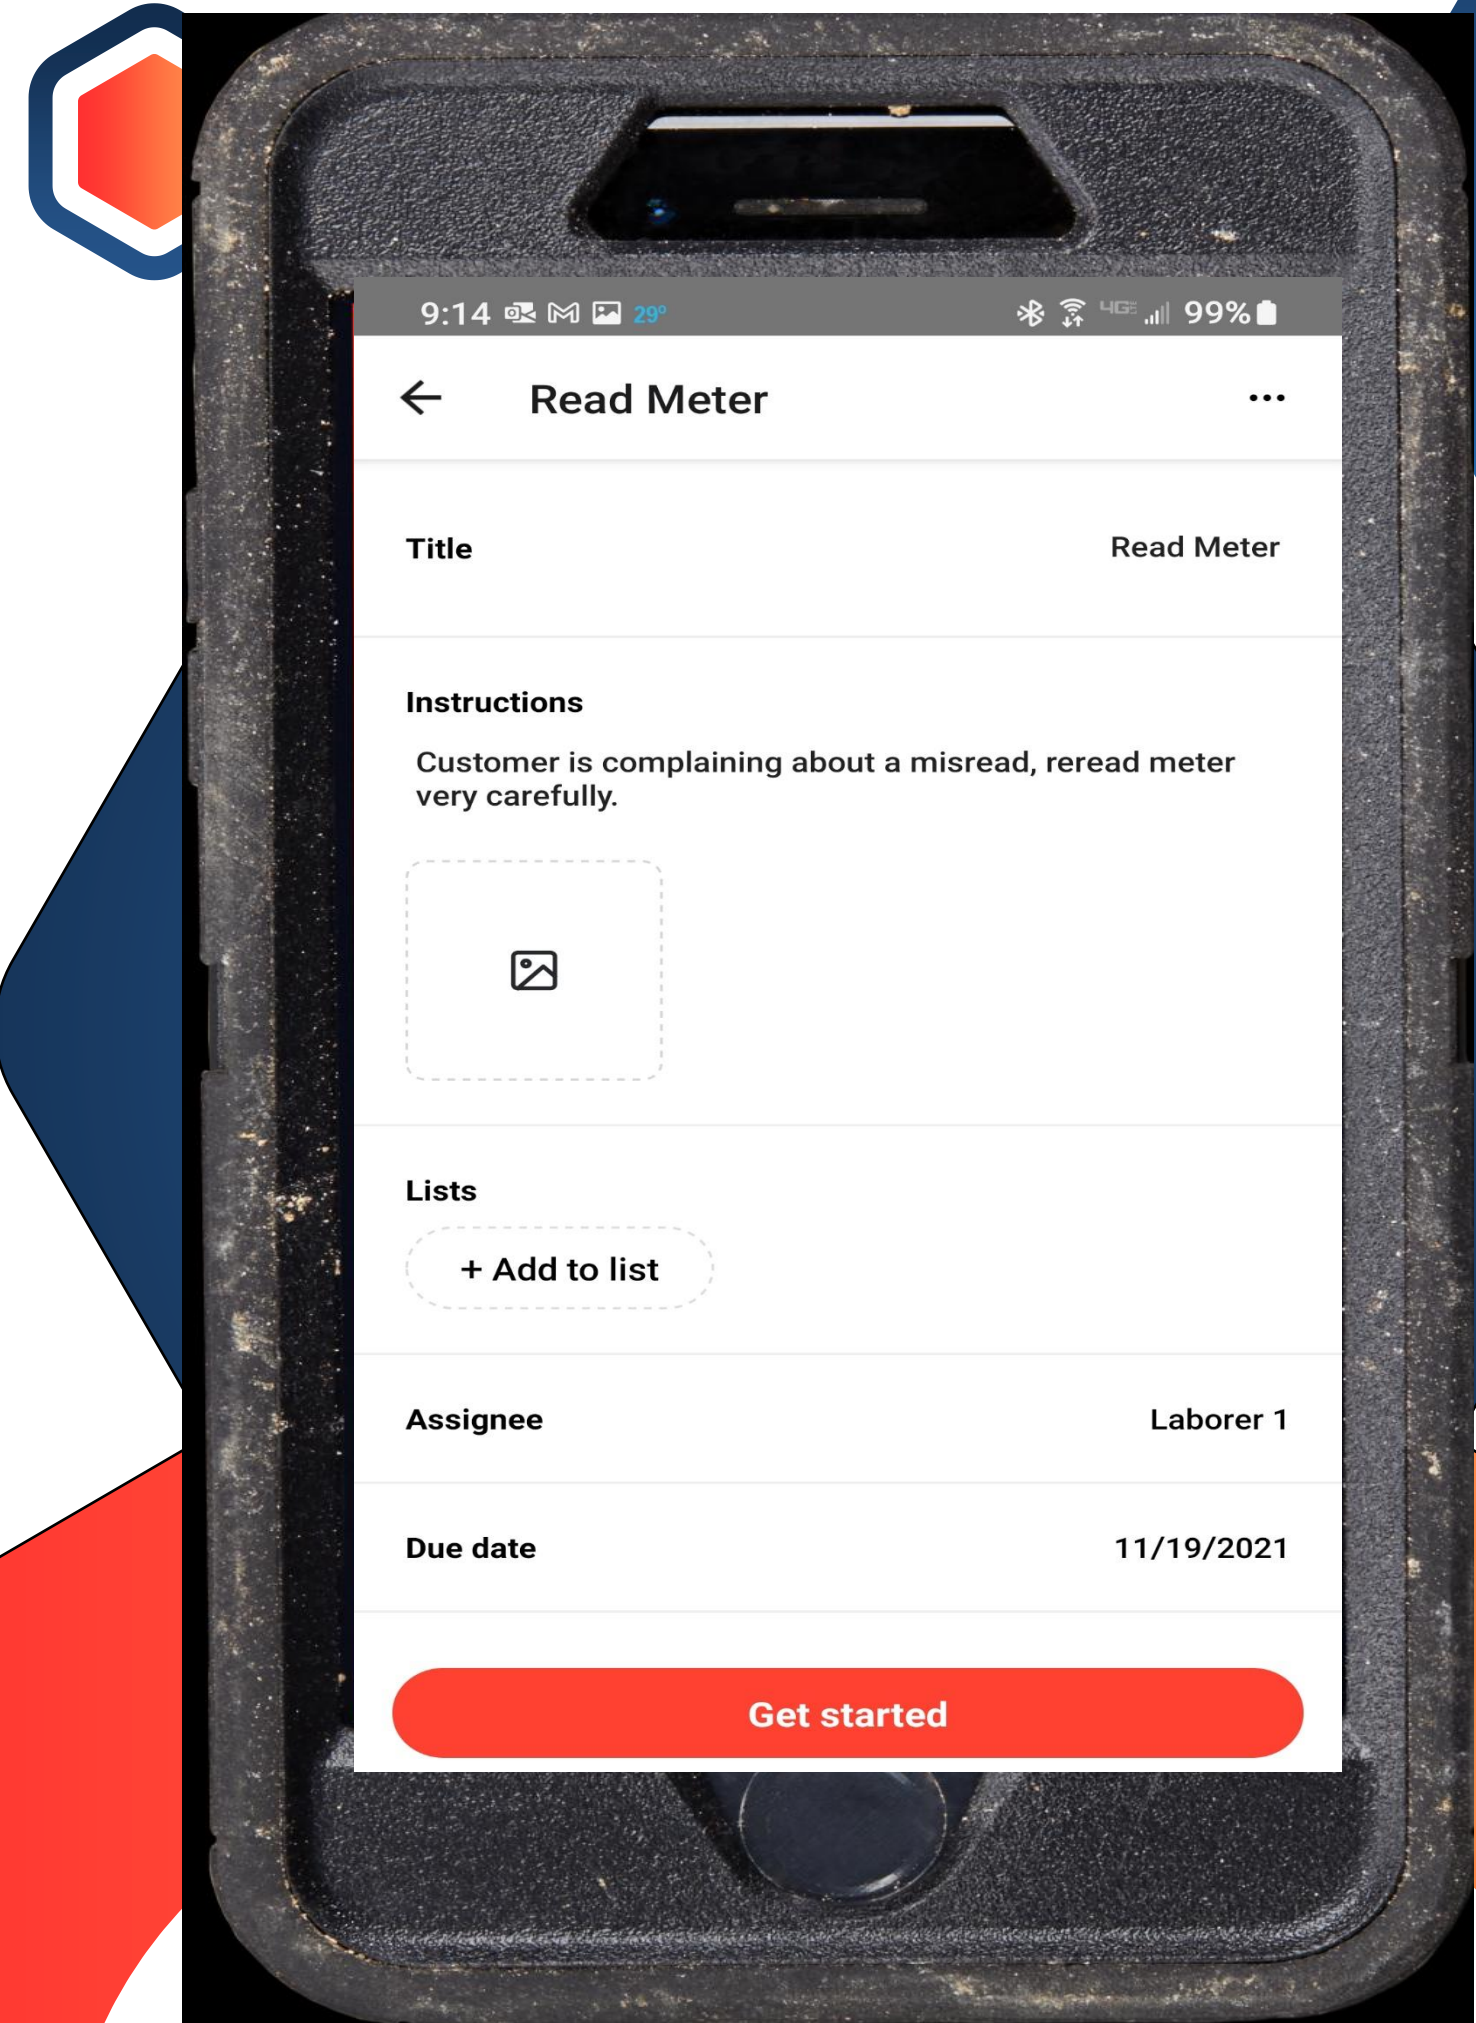 9:14 29° 4GE 99%
Read Meter
Title Read Meter
Instructions
Customer is complaining about a misread, reread meter
very carefully.
Lists
+ Add to list
Assignee Laborer 1
Due date 11/19/2021
Get started